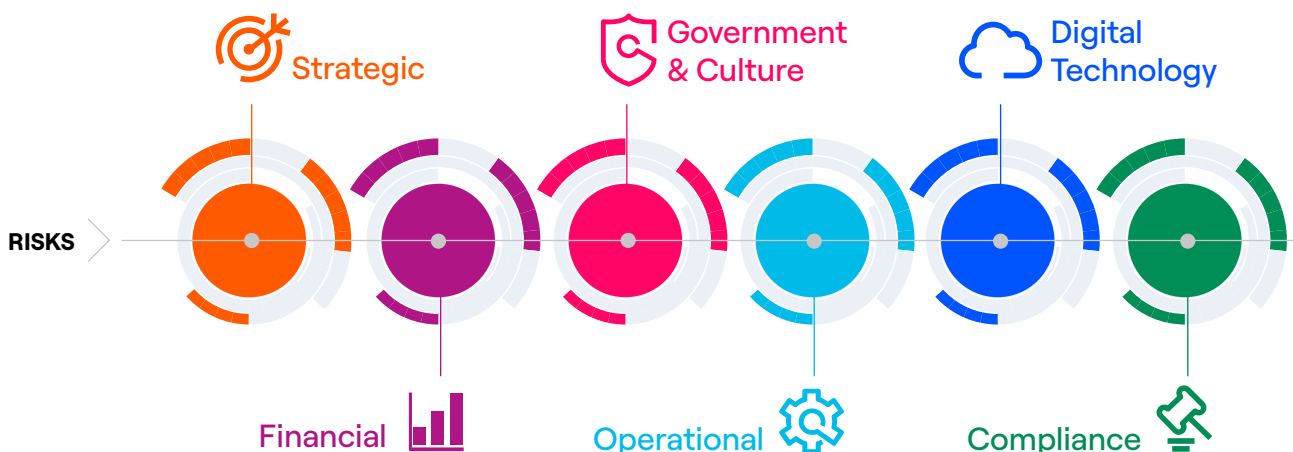 Strategic
Government
& Culture
Digital
Technology
RISKS
Financial
Operational
Compliance